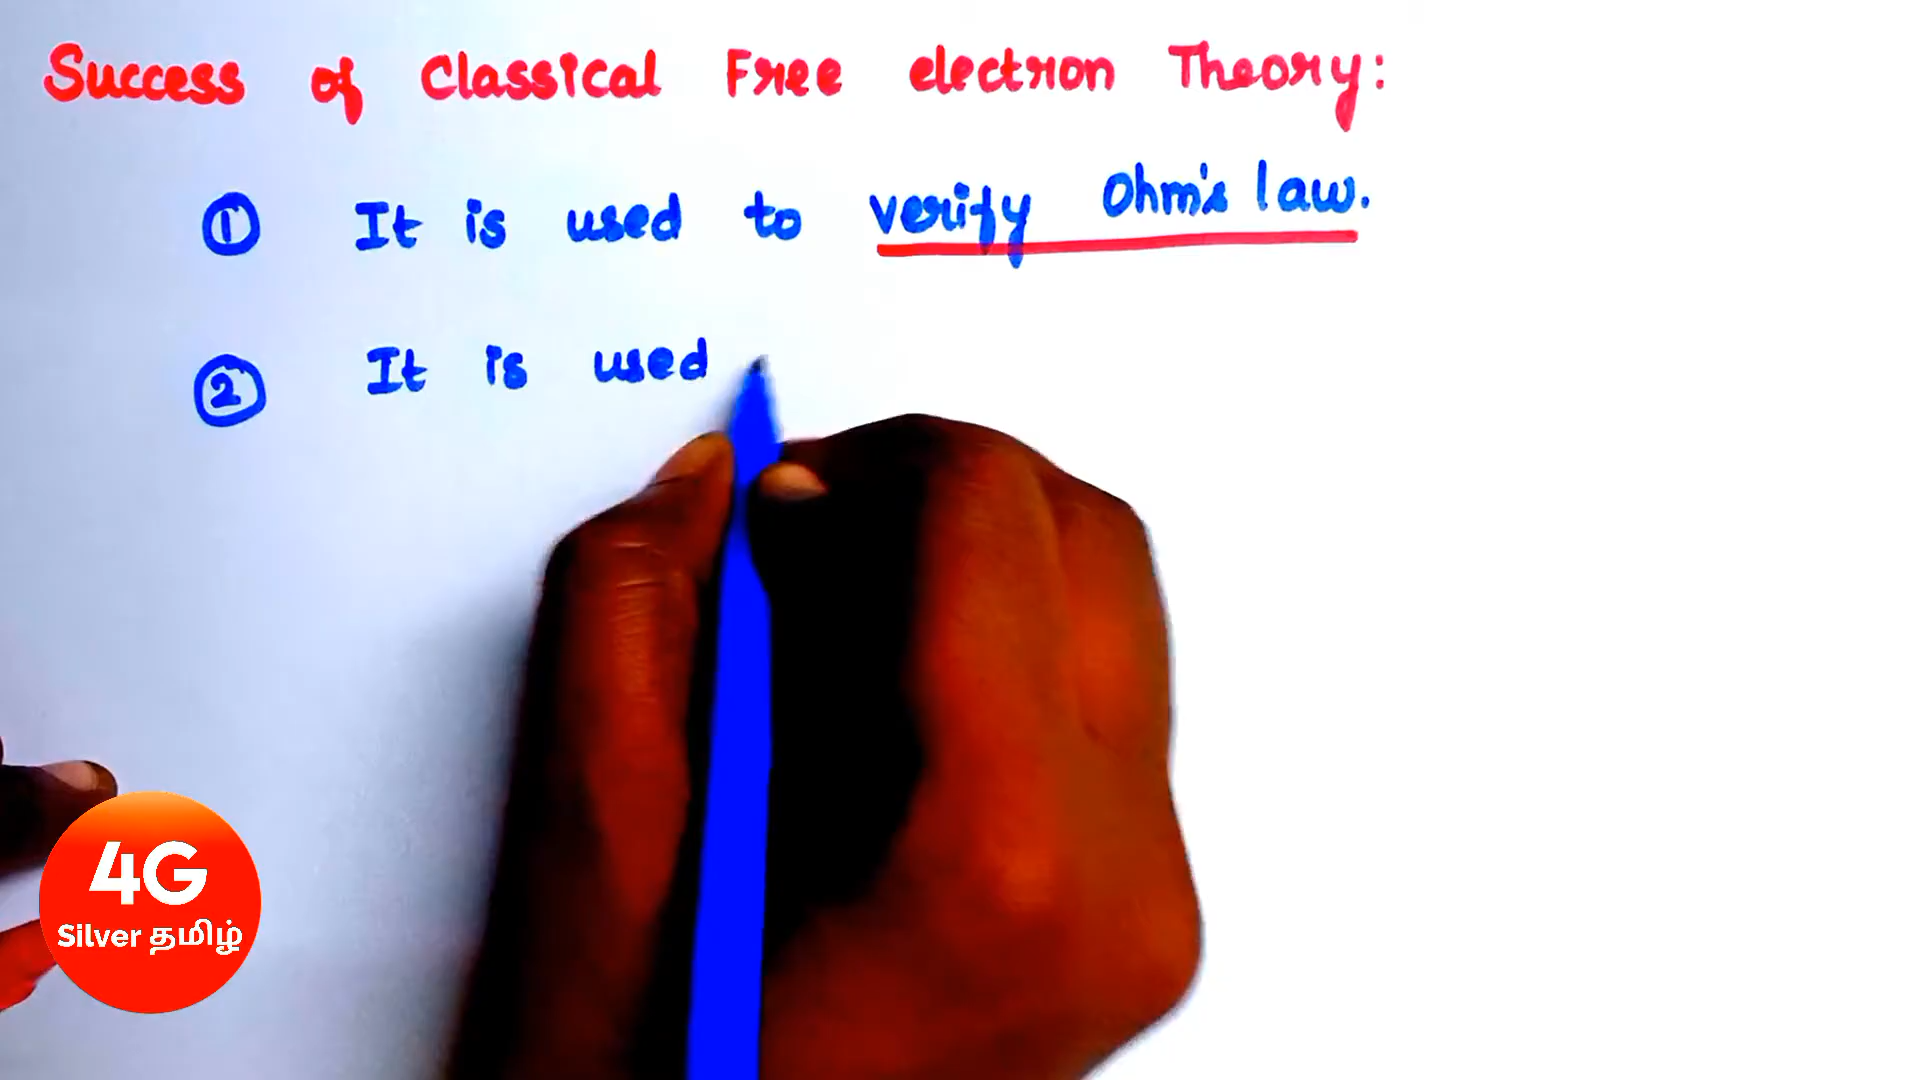 Success of Classical Free electron Theory:
① It is used to verify Ohm's law.
② It is used
4G
Silver தமிழ்